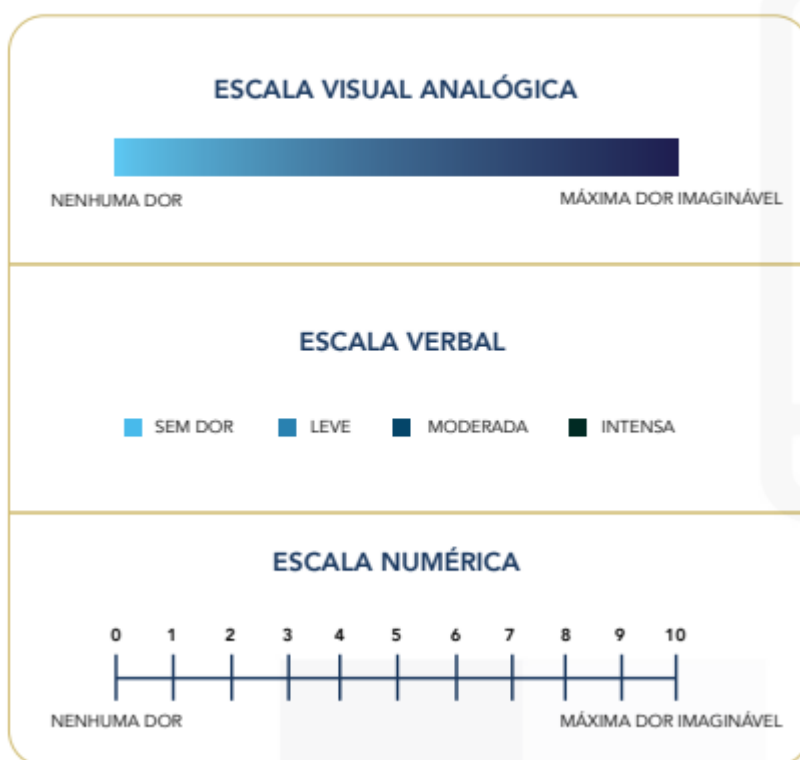 ESCALA VISUAL ANALÓGICA
NENHUMA DOR MÁXIMA DOR IMAGINÁVEL
ESCALA VERBAL
SEM DOR LEVE MODERADA INTENSA
ESCALA NUMÉRICA
0 1 2 3 4 5 6 7 8 9 10
NENHUMA DOR MÁXIMA DOR IMAGINÁVEL